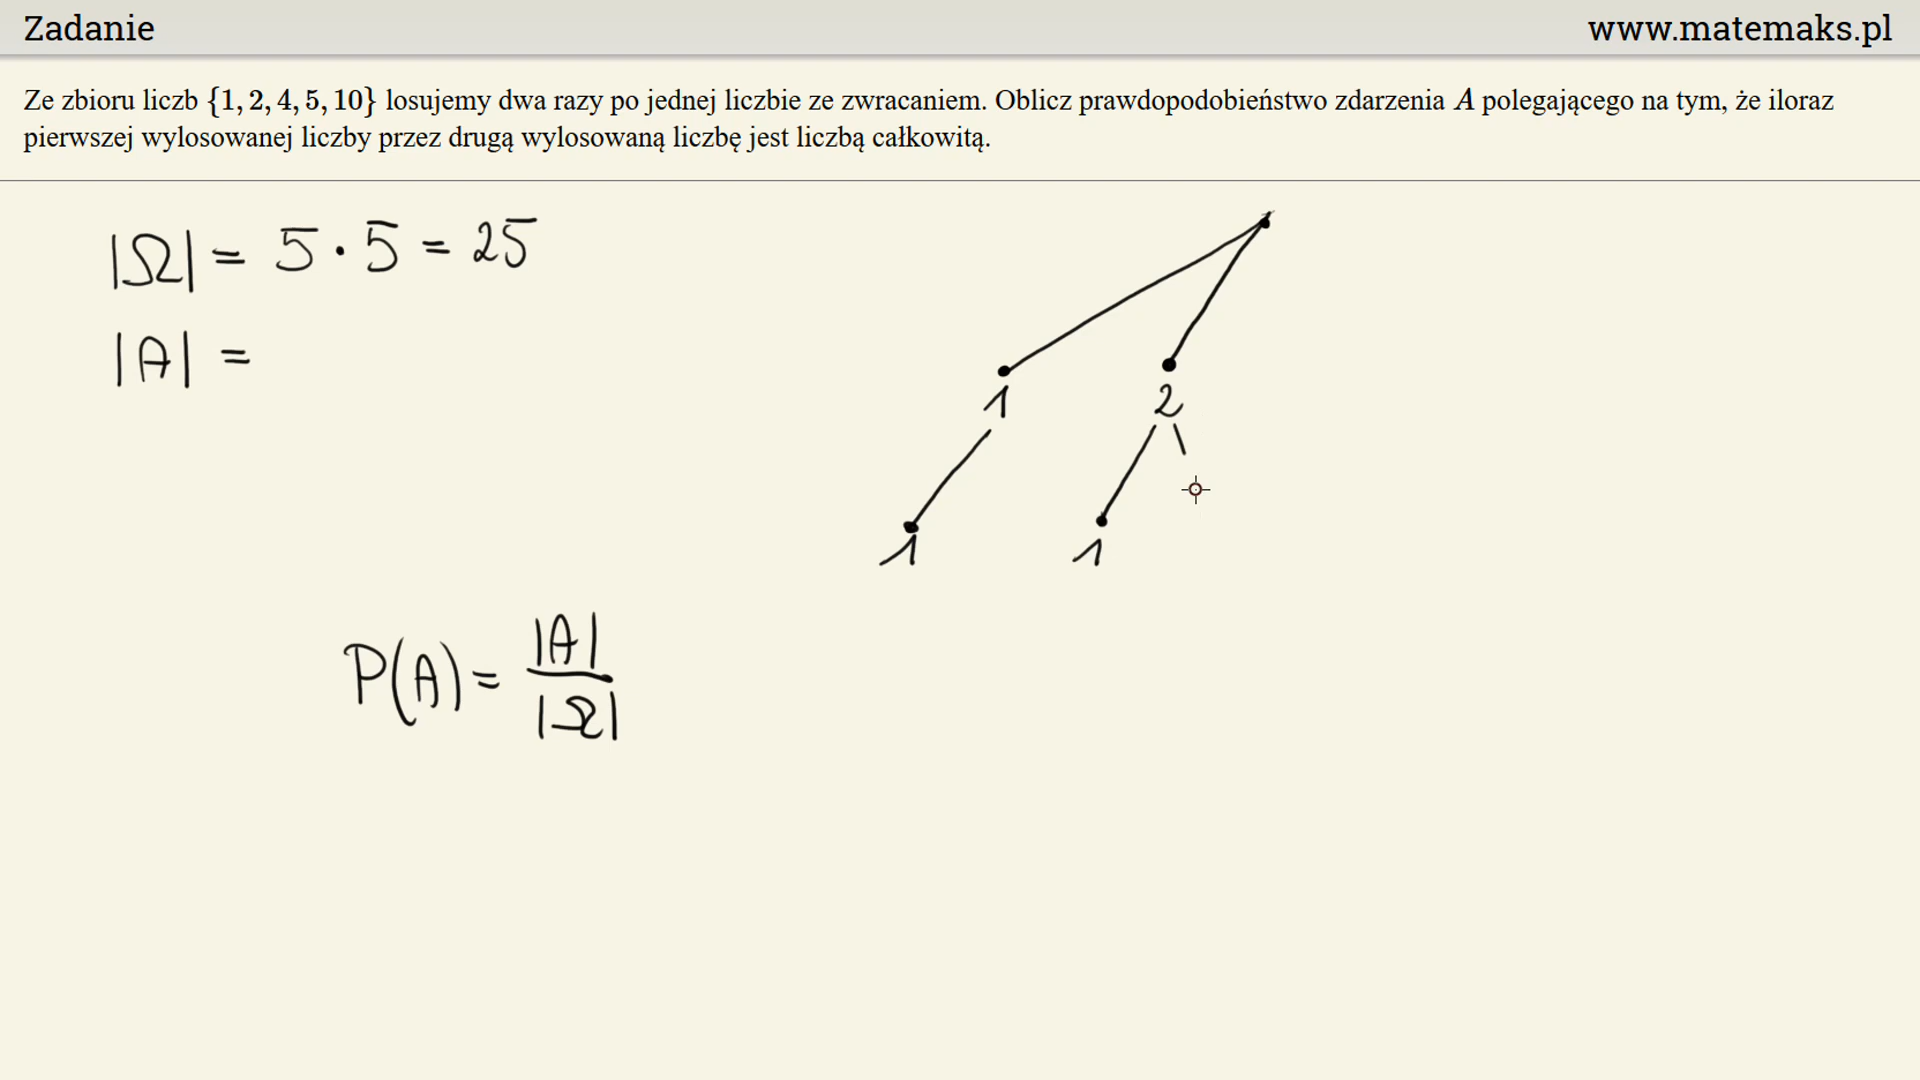 Zadanie
www.matemaks.pl
Ze zbioru liczb {1, 2, 4, 5, 10} losujemy dwa razy po jednej liczbie ze zwracaniem. Oblicz prawdopodobieństwo zdarzenia A polegającego na tym, że iloraz
pierwszej wylosowanej liczby przez drugą wylosowaną liczbę jest liczbą całkowitą.
|Ω| = 5 · 5 = 25
|A| =
1 2
1 1
P(A) = |A|
|Ω|